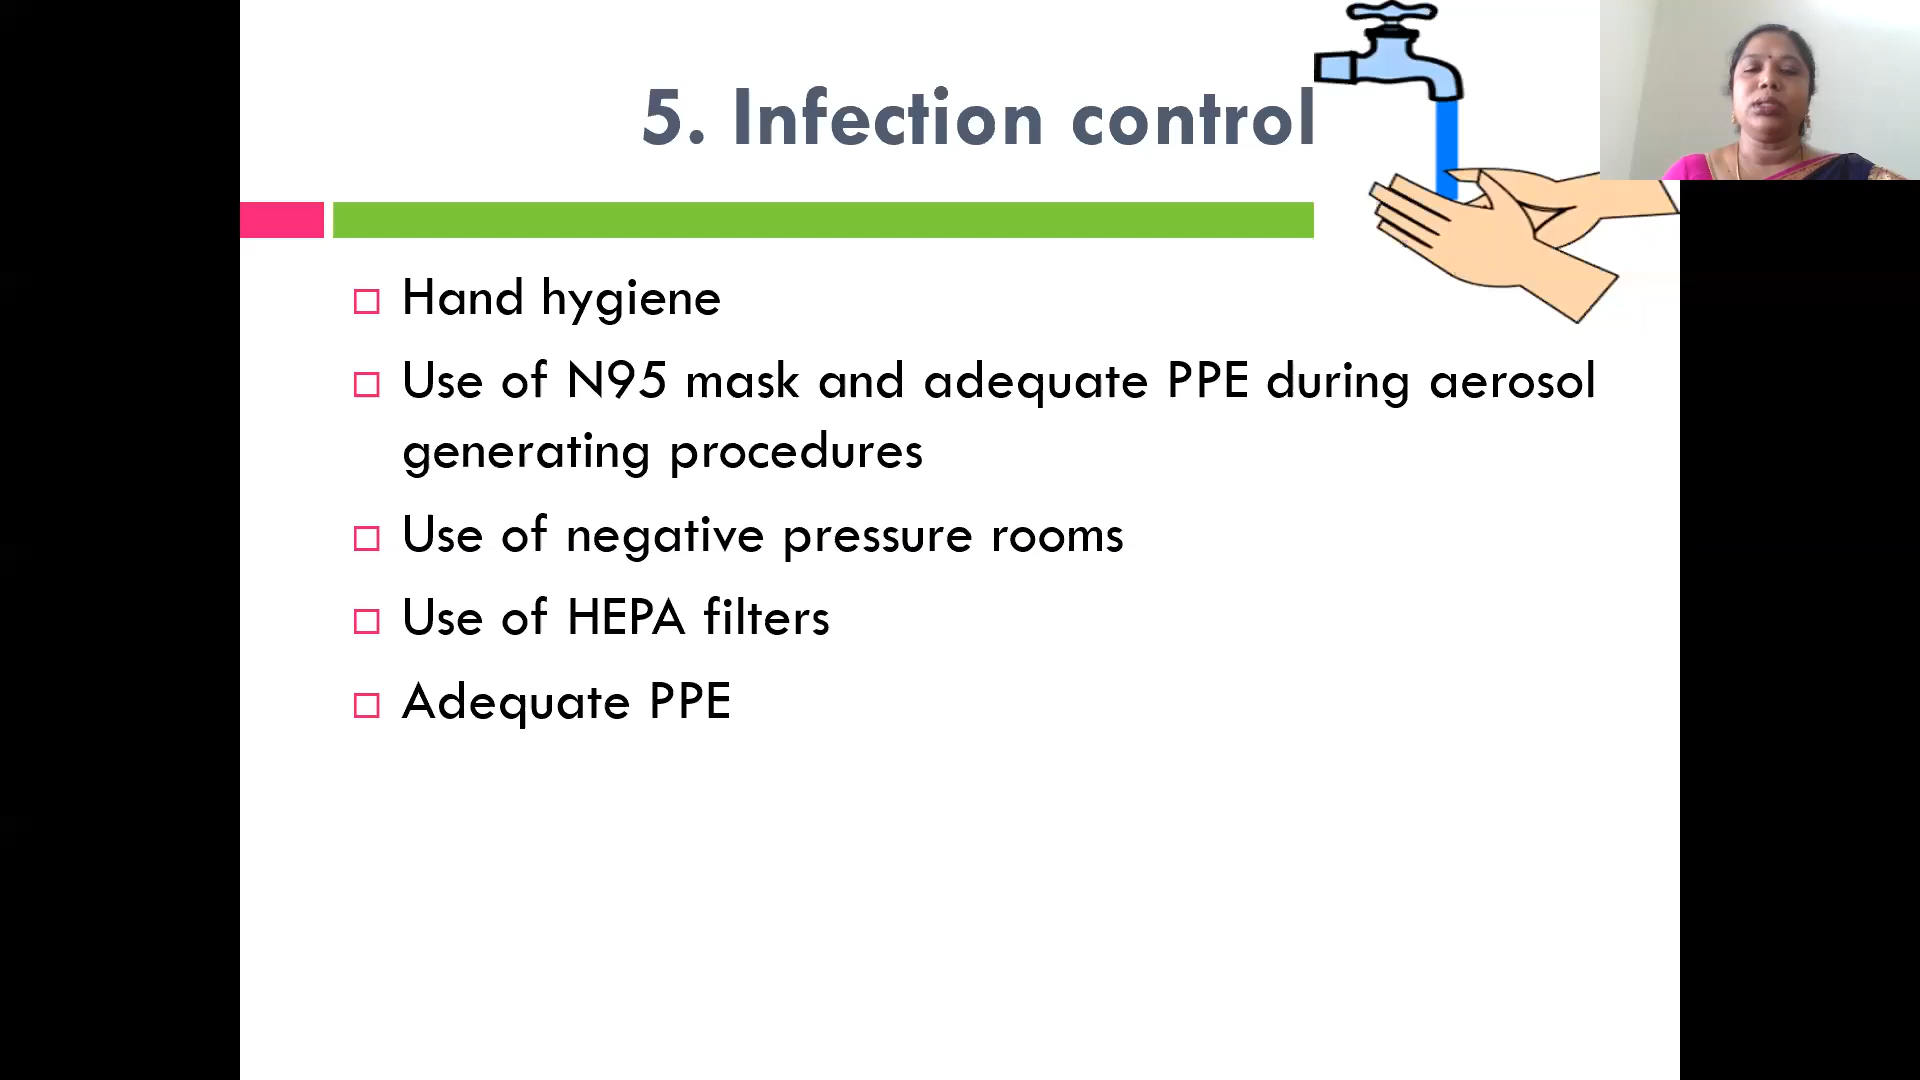 5. Infection control
Hand hygiene
Use of N95 mask and adequate PPE during aerosol
generating procedures
Use of negative pressure rooms
Use of HEPA filters
Adequate PPE